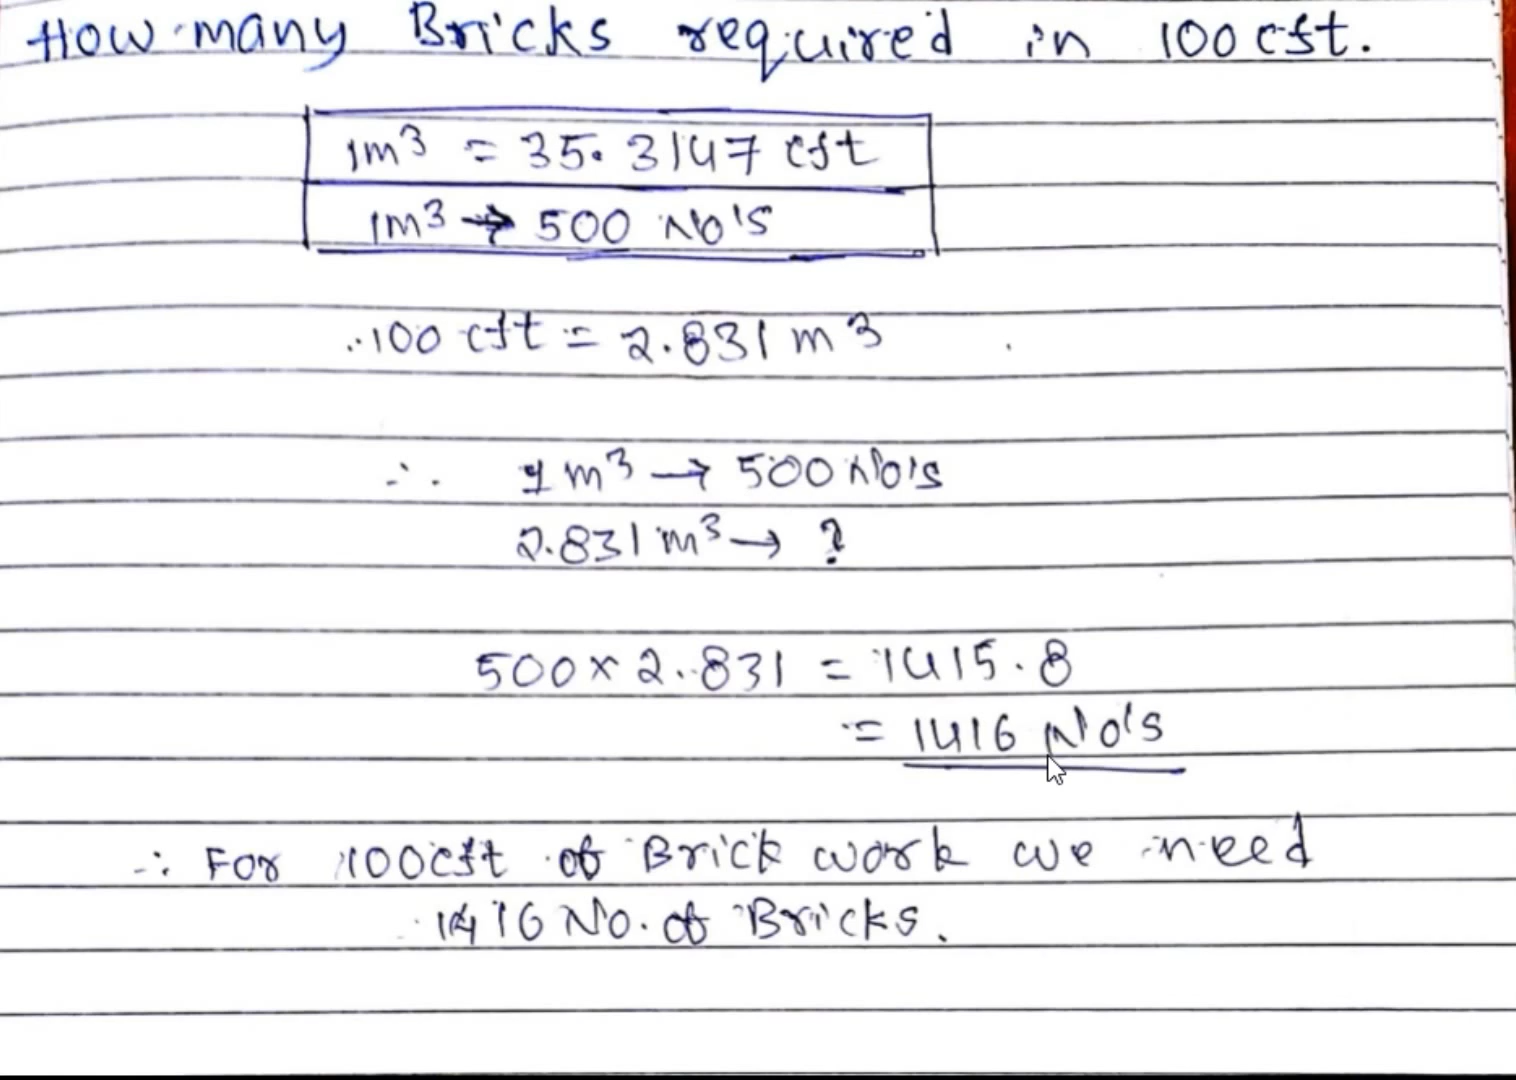 How many Bricks required in 100 cft.
1m3 = 35.3147 cft
1m3 → 500 No's
∴ 100 cft = 2.831 m3
∴ 1 m3 → 500 No's
2.831 m3 → ?
500 × 2.831 = 1415.8
= 1416 No's
∴ For 100cft of Brick work we need
1416 No. of Bricks.